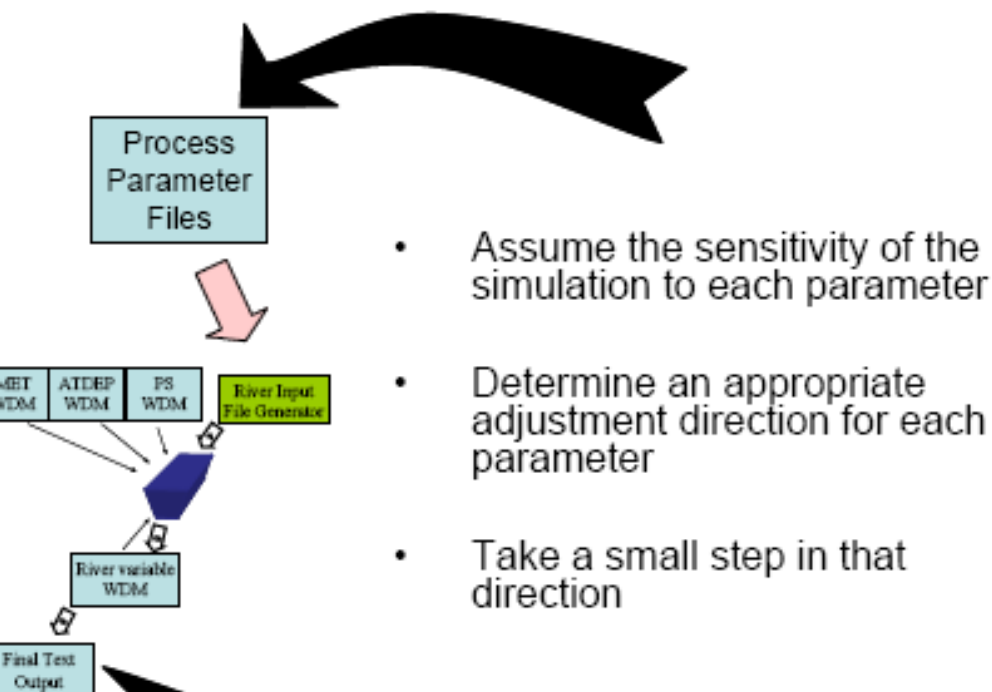 Process
Parameter
Files
• Assume the sensitivity of the
simulation to each parameter
ATDEP
WDM
PS
WDM
River Input
File Generator
• Determine an appropriate
adjustment direction for each
parameter
River variable
WDM
• Take a small step in that
direction
Final Text
Output